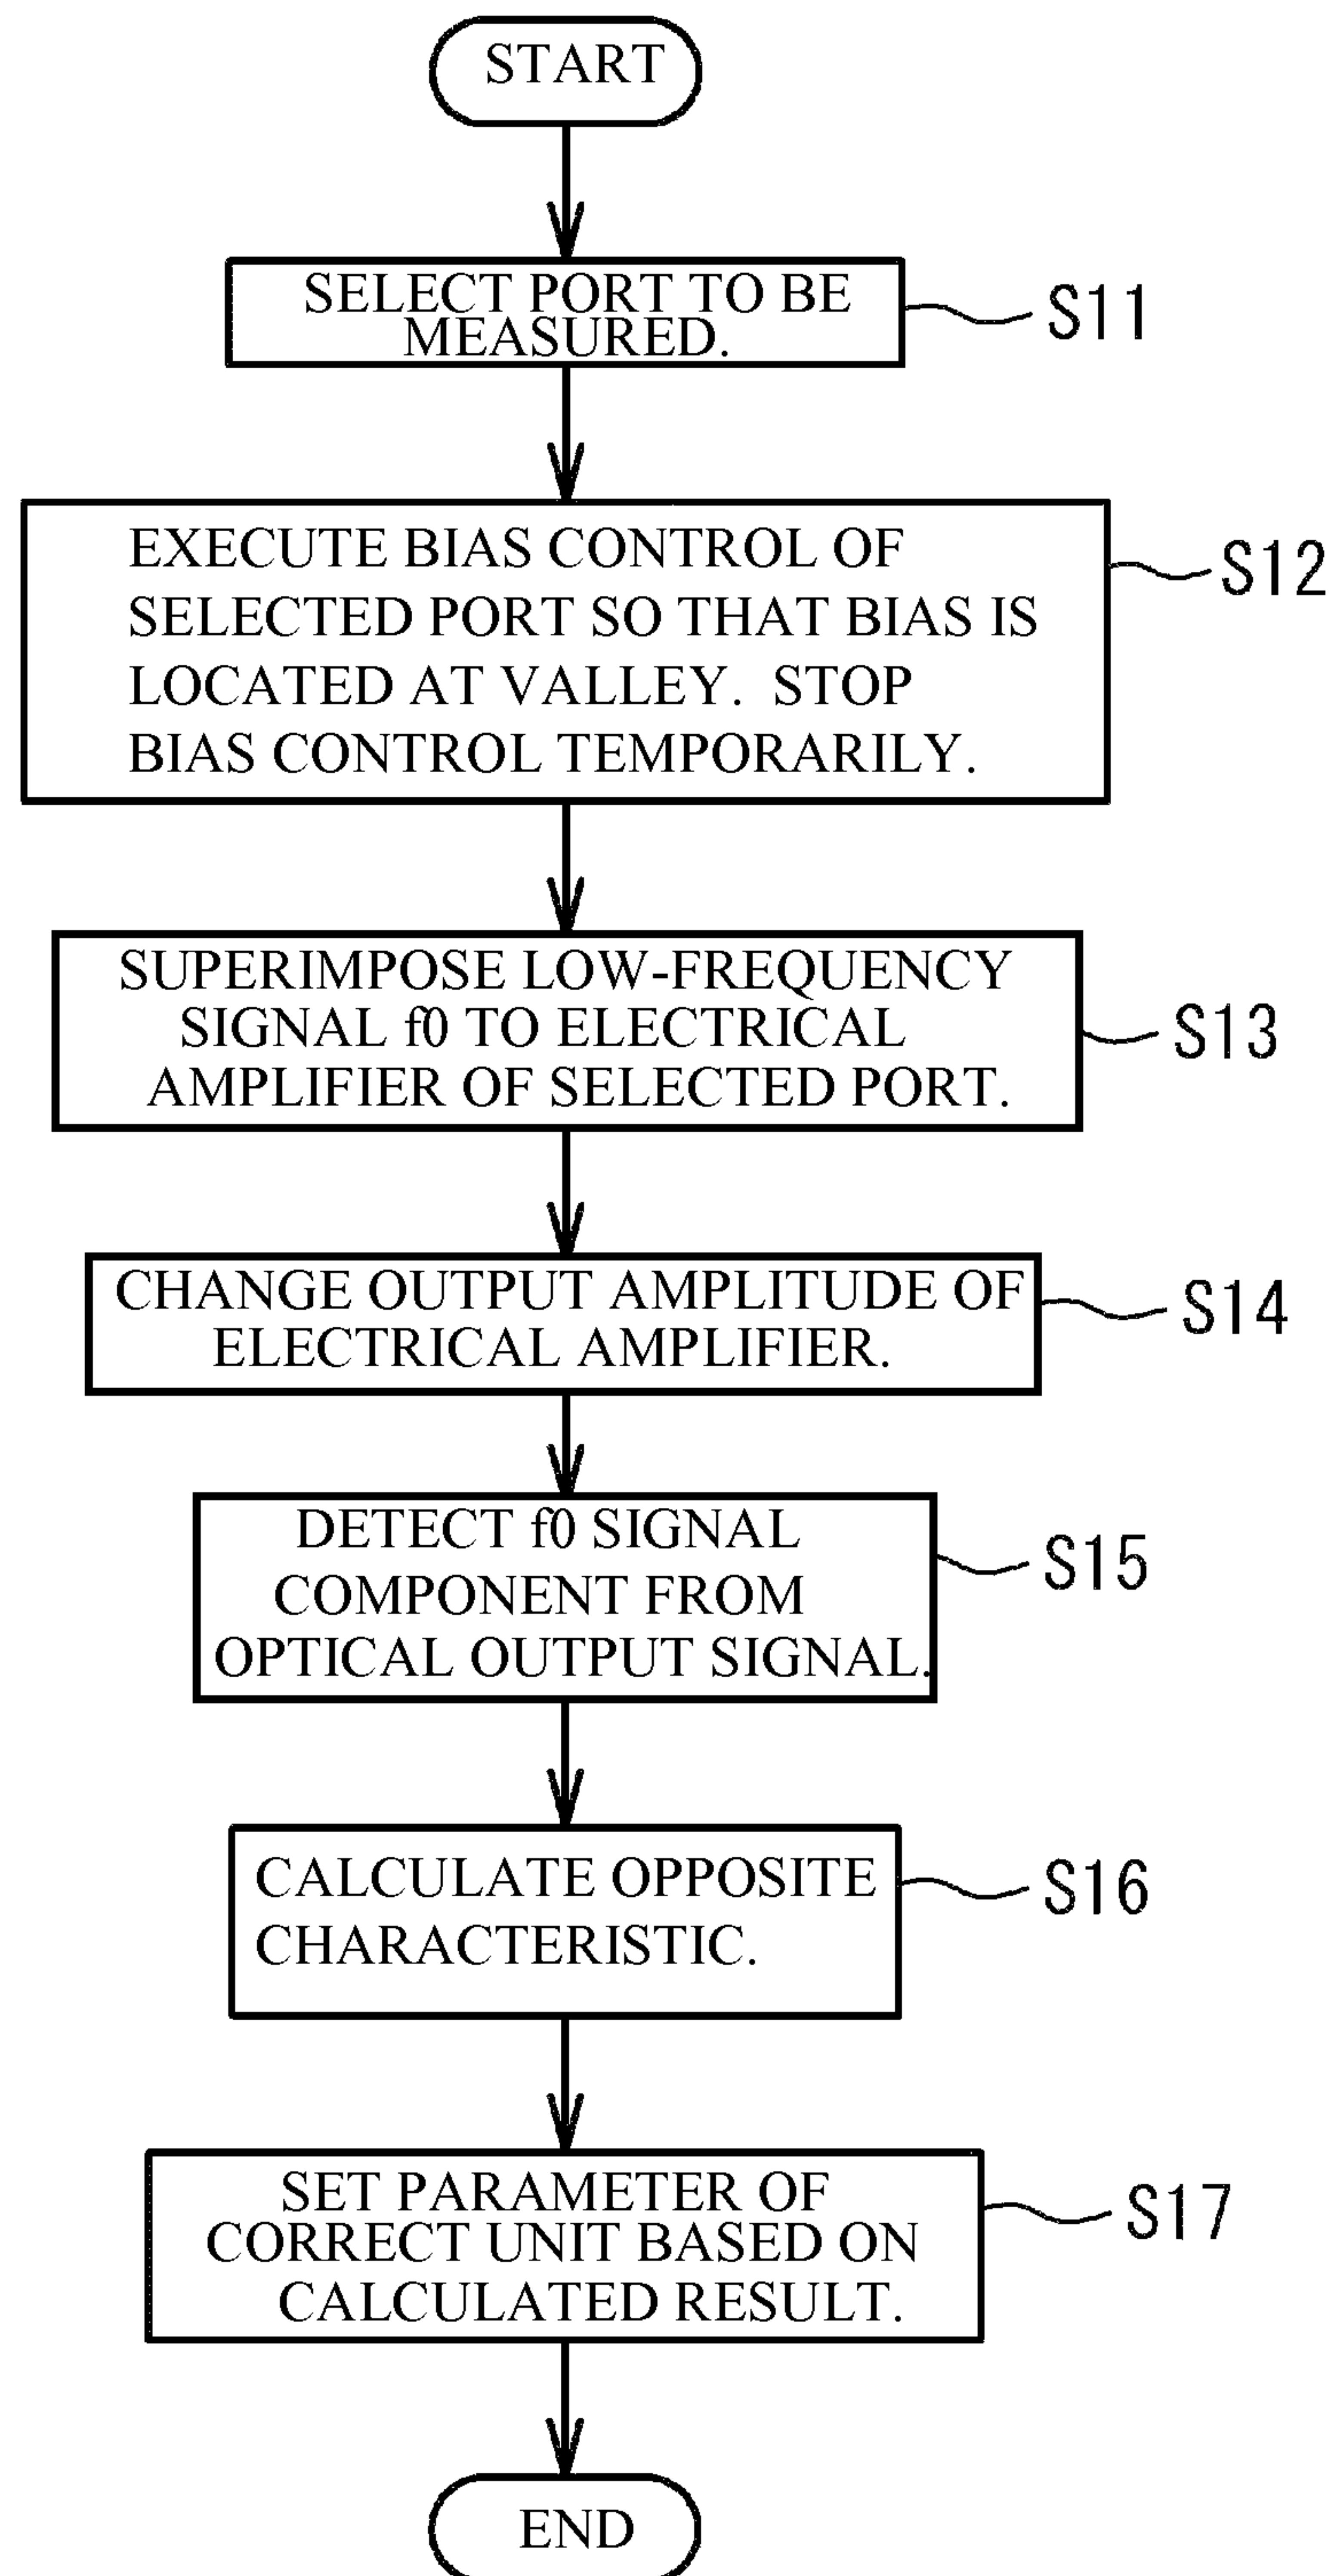 START
SELECT PORT TO BE
MEASURED.
S11
EXECUTE BIAS CONTROL OF
SELECTED PORT SO THAT BIAS IS
LOCATED AT VALLEY. STOP
BIAS CONTROL TEMPORARILY.
S12
SUPERIMPOSE LOW-FREQUENCY
SIGNAL f0 TO ELECTRICAL
AMPLIFIER OF SELECTED PORT.
S13
CHANGE OUTPUT AMPLITUDE OF
ELECTRICAL AMPLIFIER.
S14
DETECT f0 SIGNAL
COMPONENT FROM
OPTICAL OUTPUT SIGNAL.
S15
CALCULATE OPPOSITE
CHARACTERISTIC.
S16
SET PARAMETER OF
CORRECT UNIT BASED ON
CALCULATED RESULT.
S17
END